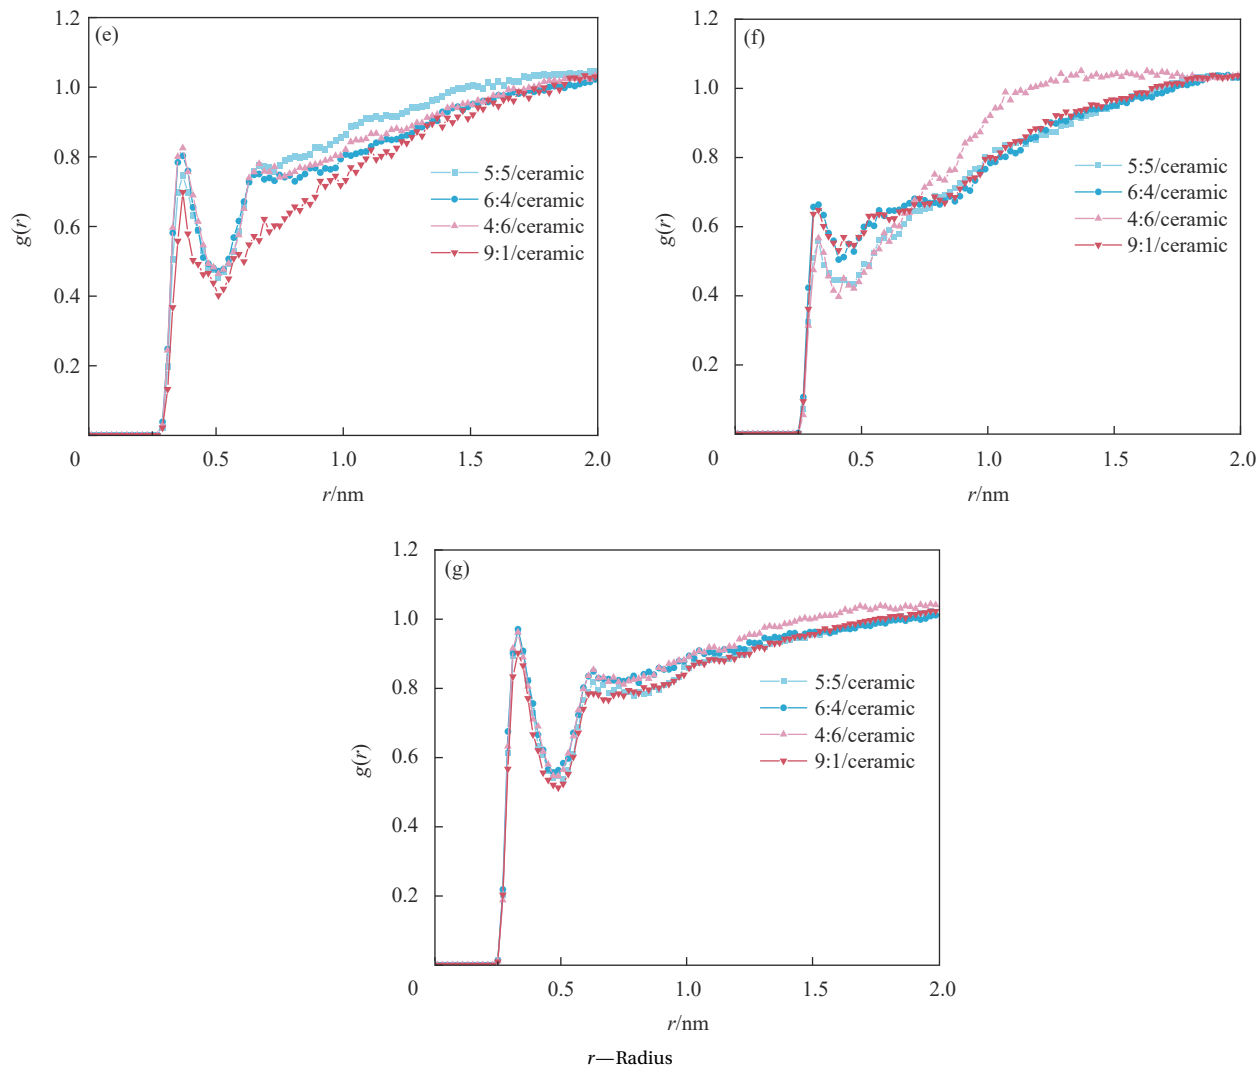 (e)
1.2
1.0
0.8
0.6
0.4
0.2
0
0.5
1.0
1.5
2.0
g(r)
r/nm
5:5/ceramic
6:4/ceramic
4:6/ceramic
9:1/ceramic
(f)
1.2
1.0
0.8
0.6
0.4
0.2
0
0.5
1.0
1.5
2.0
g(r)
r/nm
5:5/ceramic
6:4/ceramic
4:6/ceramic
9:1/ceramic
(g)
1.2
1.0
0.8
0.6
0.4
0.2
0
0.5
1.0
1.5
2.0
g(r)
r/nm
5:5/ceramic
6:4/ceramic
4:6/ceramic
9:1/ceramic
r—Radius